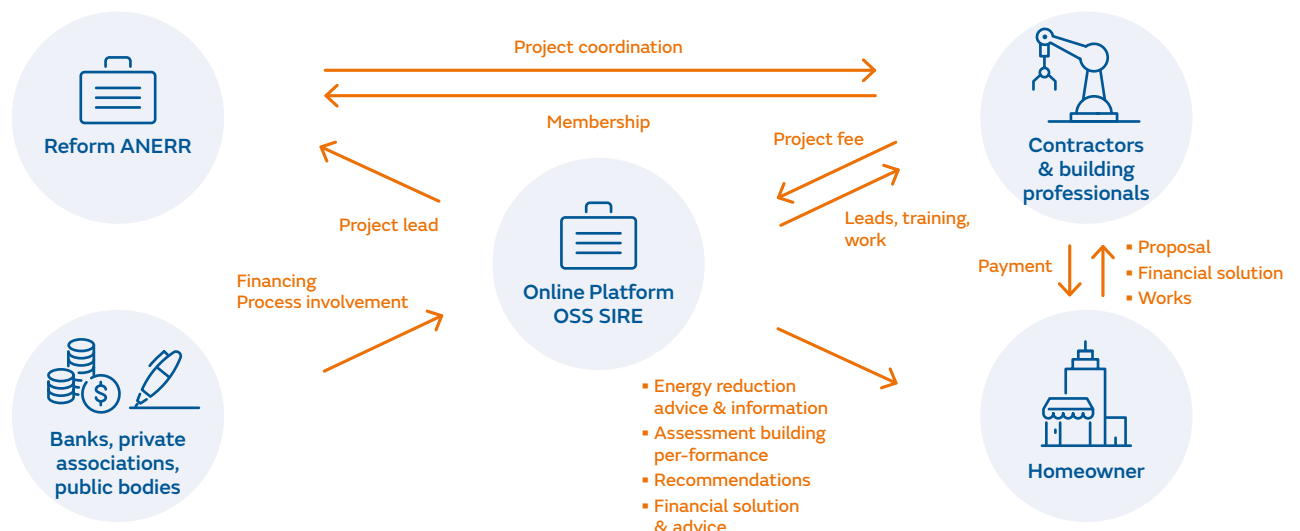 Project coordination
Membership
Reform ANERR
Contractors
& building
professionals
Project fee
Leads, training,
work
Project lead
Online Platform
OSS SIRE
Financing
Process involvement
Payment
▪ Proposal
▪ Financial solution
▪ Works
$
Banks, private
associations,
public bodies
▪ Energy reduction
advice & information
▪ Assessment building
per-formance
▪ Recommendations
▪ Financial solution
& advice
Homeowner